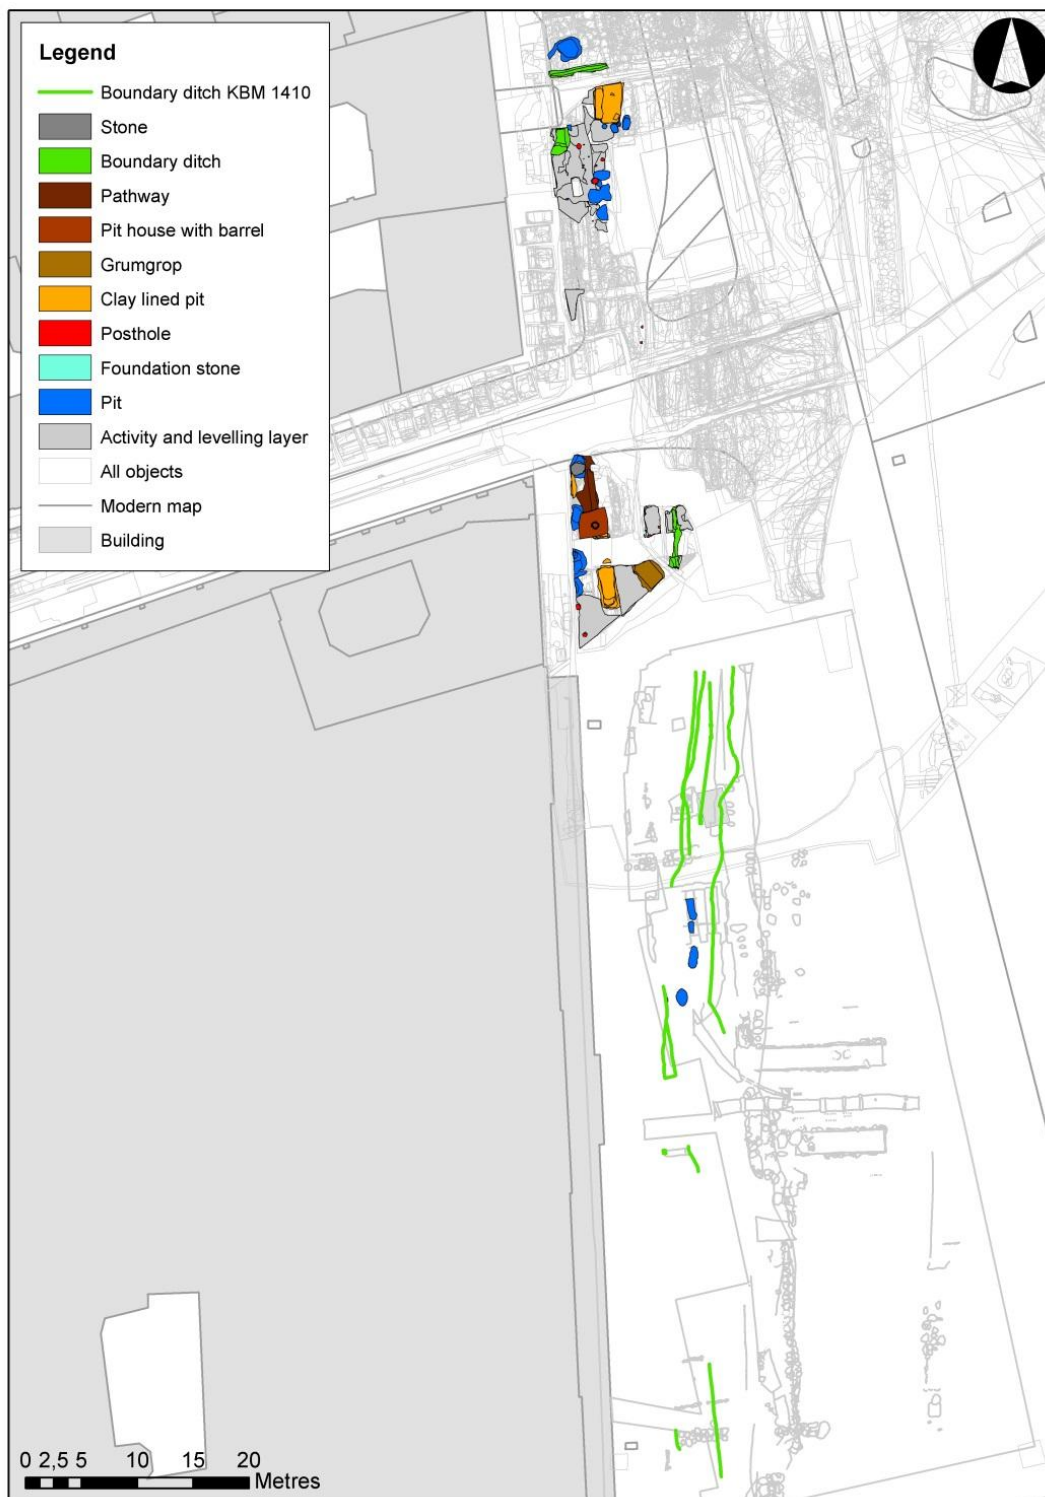 Legend
Boundary ditch KBM 1410
Stone
Boundary ditch
Pathway
Pit house with barrel
Grumgrop
Clay lined pit
Posthole
Foundation stone
Pit
Activity and levelling layer
All objects
Modern map
Building
0 2,5 5 10 15 20
Metres